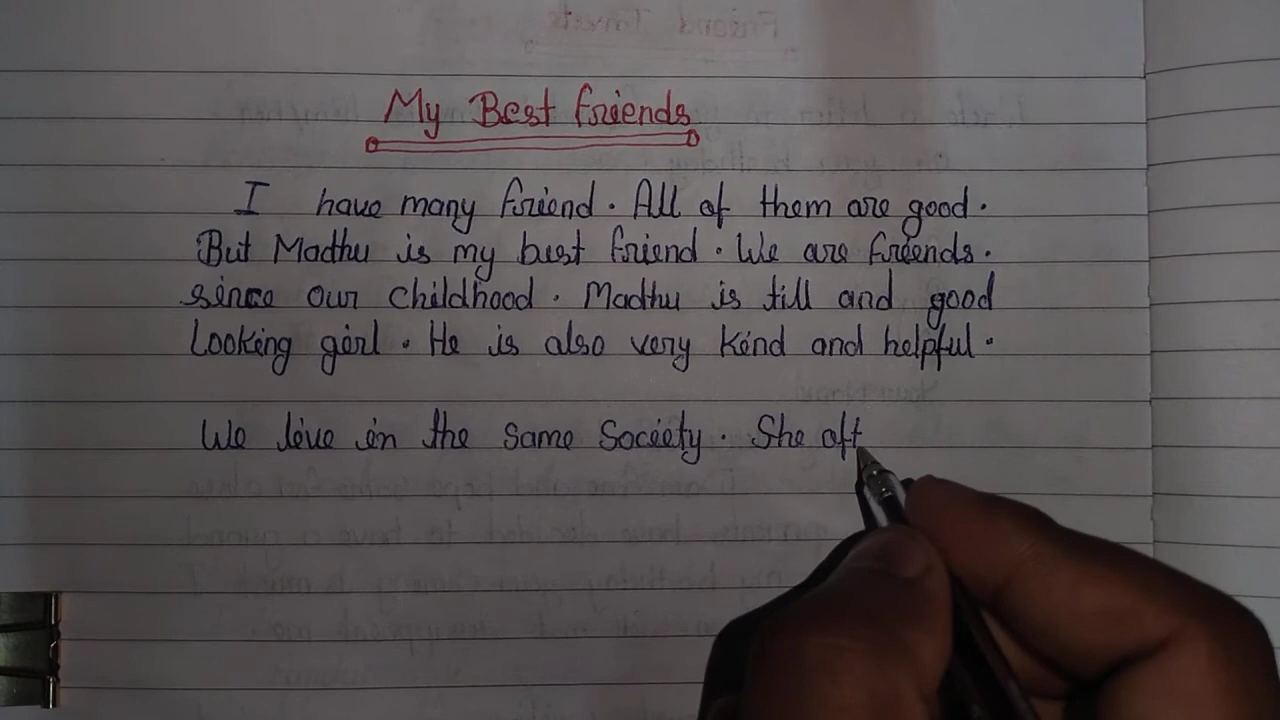 My Best friends
I have many friend. All of them are good.
But Madhu is my best friend. We are friends.
since our childhood. Madhu is till and good
Looking girl. He is also very kind and helpful.
We live in the same Society. She oft